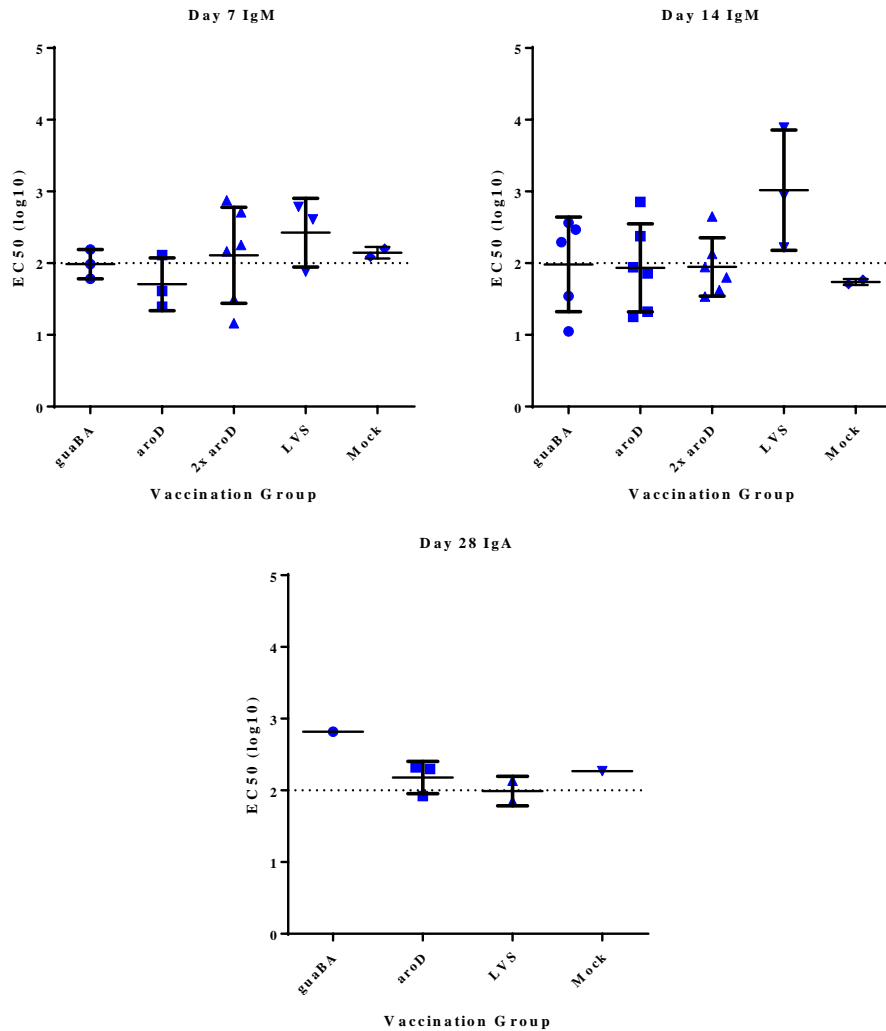 Day 7 IgM
EC50 (log10)
5
4
3
2
1
0
guaBA
aroD
2x aroD
LVS
Mock
Vaccination Group
Day 14 IgM
EC50 (log10)
5
4
3
2
1
0
guaBA
aroD
2x aroD
LVS
Mock
Vaccination Group
Day 28 IgA
EC50 (log10)
5
4
3
2
1
0
guaBA
aroD
LVS
Mock
Vaccination Group